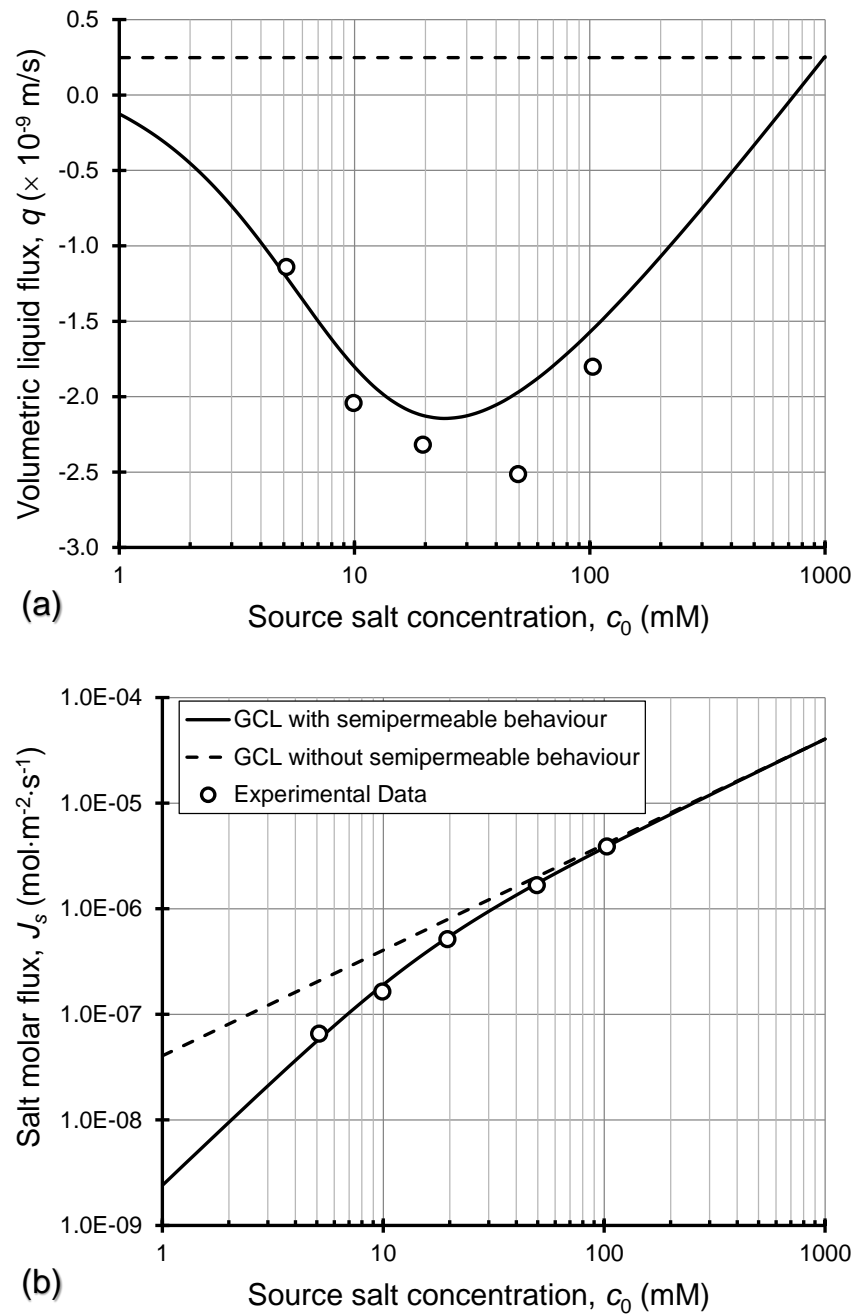 0.5
0.0
-0.5
-1.0
-1.5
-2.0
-2.5
-3.0
Volumetric liquid flux, q (× 10⁻⁹ m/s)
1 10 100 1000
(a)
Source salt concentration, c₀ (mM)
1.0E-04
1.0E-05
1.0E-06
1.0E-07
1.0E-08
1.0E-09
Salt molar flux, Jₛ (mol·m⁻²·s⁻¹)
GCL with semipermeable behaviour
GCL without semipermeable behaviour
Experimental Data
1 10 100 1000
(b)
Source salt concentration, c₀ (mM)